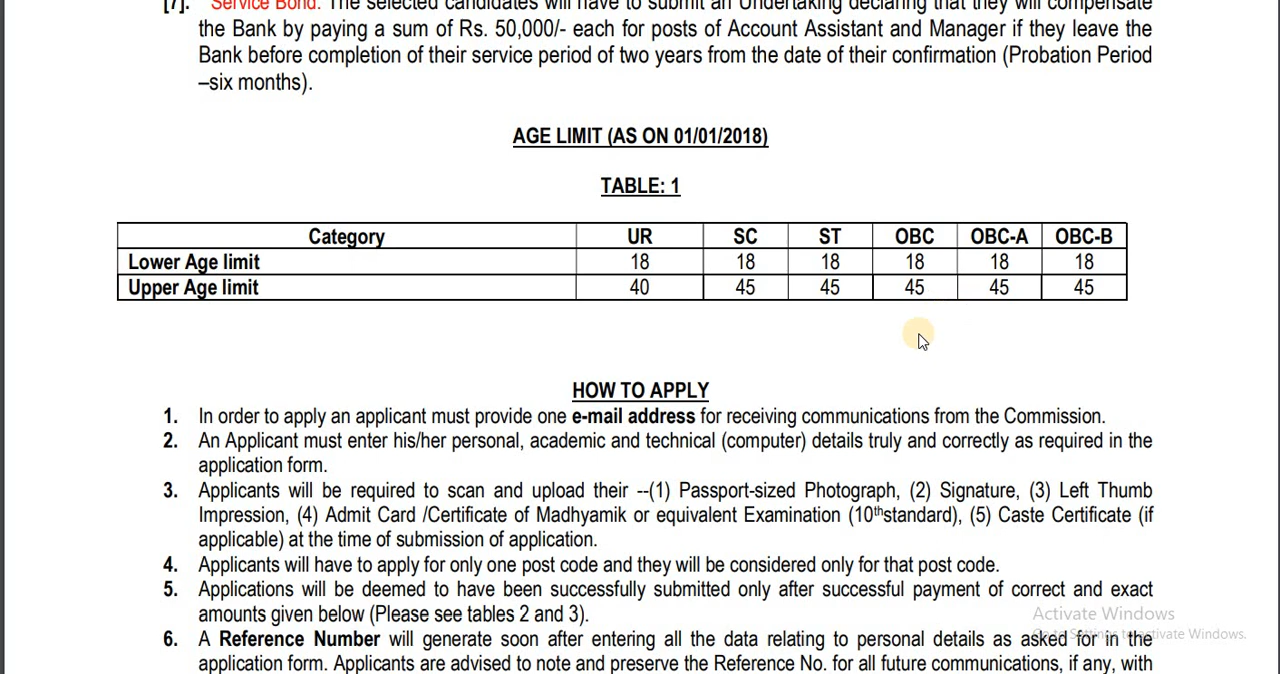 [7]. Service Bond: The selected candidates will have to submit an Undertaking declaring that they will compensate
the Bank by paying a sum of Rs. 50,000/- each for posts of Account Assistant and Manager if they leave the
Bank before completion of their service period of two years from the date of their confirmation (Probation Period
–six months).
AGE LIMIT (AS ON 01/01/2018)
TABLE: 1
Category UR SC ST OBC OBC-A OBC-B
Lower Age limit 18 18 18 18 18 18
Upper Age limit 40 45 45 45 45 45
HOW TO APPLY
1. In order to apply an applicant must provide one e-mail address for receiving communications from the Commission.
2. An Applicant must enter his/her personal, academic and technical (computer) details truly and correctly as required in the
application form.
3. Applicants will be required to scan and upload their --(1) Passport-sized Photograph, (2) Signature, (3) Left Thumb
Impression, (4) Admit Card /Certificate of Madhyamik or equivalent Examination (10thstandard), (5) Caste Certificate (if
applicable) at the time of submission of application.
4. Applicants will have to apply for only one post code and they will be considered only for that post code.
5. Applications will be deemed to have been successfully submitted only after successful payment of correct and exact
amounts given below (Please see tables 2 and 3).
Activate Windows
6. A Reference Number will generate soon after entering all the data relating to personal details as asked for in the
Go to Settings to activate Windows.
application form. Applicants are advised to note and preserve the Reference No. for all future communications, if any, with